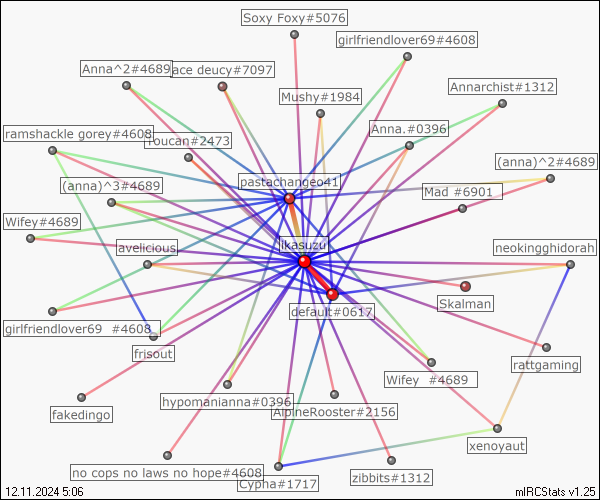 Soxy Foxy#5076
girlfriendlover69#4608
Anna^2#4689
ace deucy#7097
Annarchist#1312
Mushy#1984
Anna.#0396
ramshackle gorey#4608
roucan#2473
(anna)^2#4689
pastachangeo41
(anna)^3#4689
Mad #6901
Wifey#4689
avelicious
ikasuzu
neokingghidorah
Skalman
default#0617
girlfriendlover69 #4608
frisout
rattgaming
Wifey #4689
hypomanianna#0396
AlpineRooster#2156
fakedingo
xenoyaut
no cops no laws no hope#4608
Cypha#1717
zibbits#1312
12.11.2024 5:06
mIRCStats v1.25